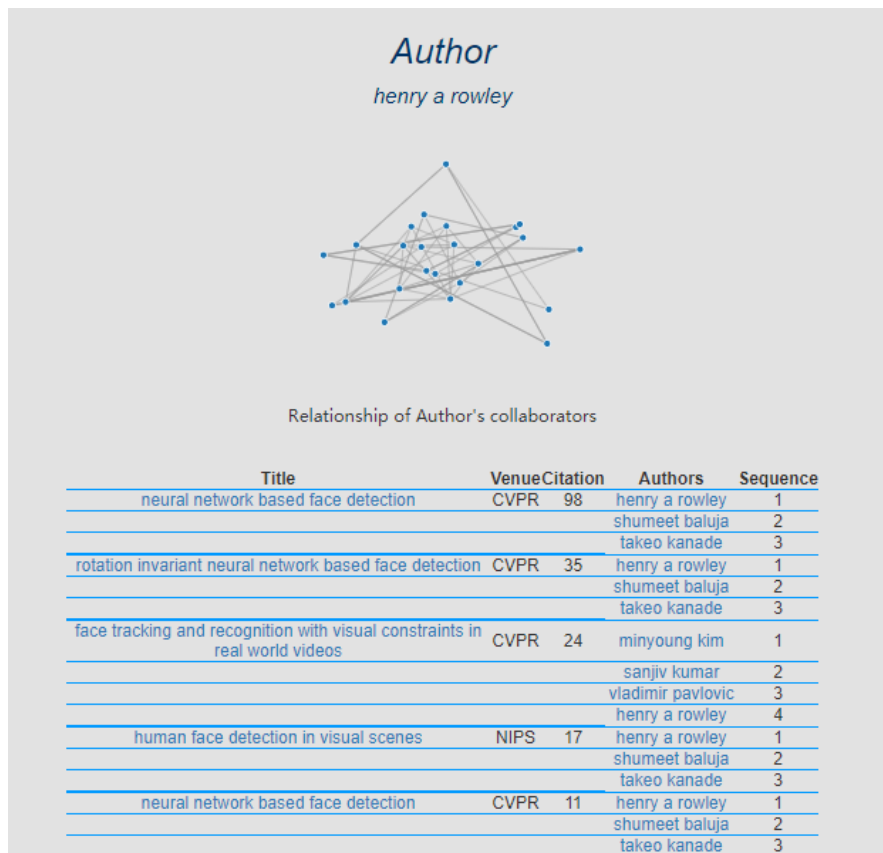 Author
henry a rowley
Relationship of Author's collaborators
Title Venue Citation Authors Sequence
neural network based face detection CVPR 98 henry a rowley 1
shumeet baluja 2
takeo kanade 3
rotation invariant neural network based face detection CVPR 35 henry a rowley 1
shumeet baluja 2
takeo kanade 3
face tracking and recognition with visual constraints in
real world videos CVPR 24 minyoung kim 1
sanjiv kumar 2
vladimir pavlovic 3
henry a rowley 4
human face detection in visual scenes NIPS 17 henry a rowley 1
shumeet baluja 2
takeo kanade 3
neural network based face detection CVPR 11 henry a rowley 1
shumeet baluja 2
takeo kanade 3